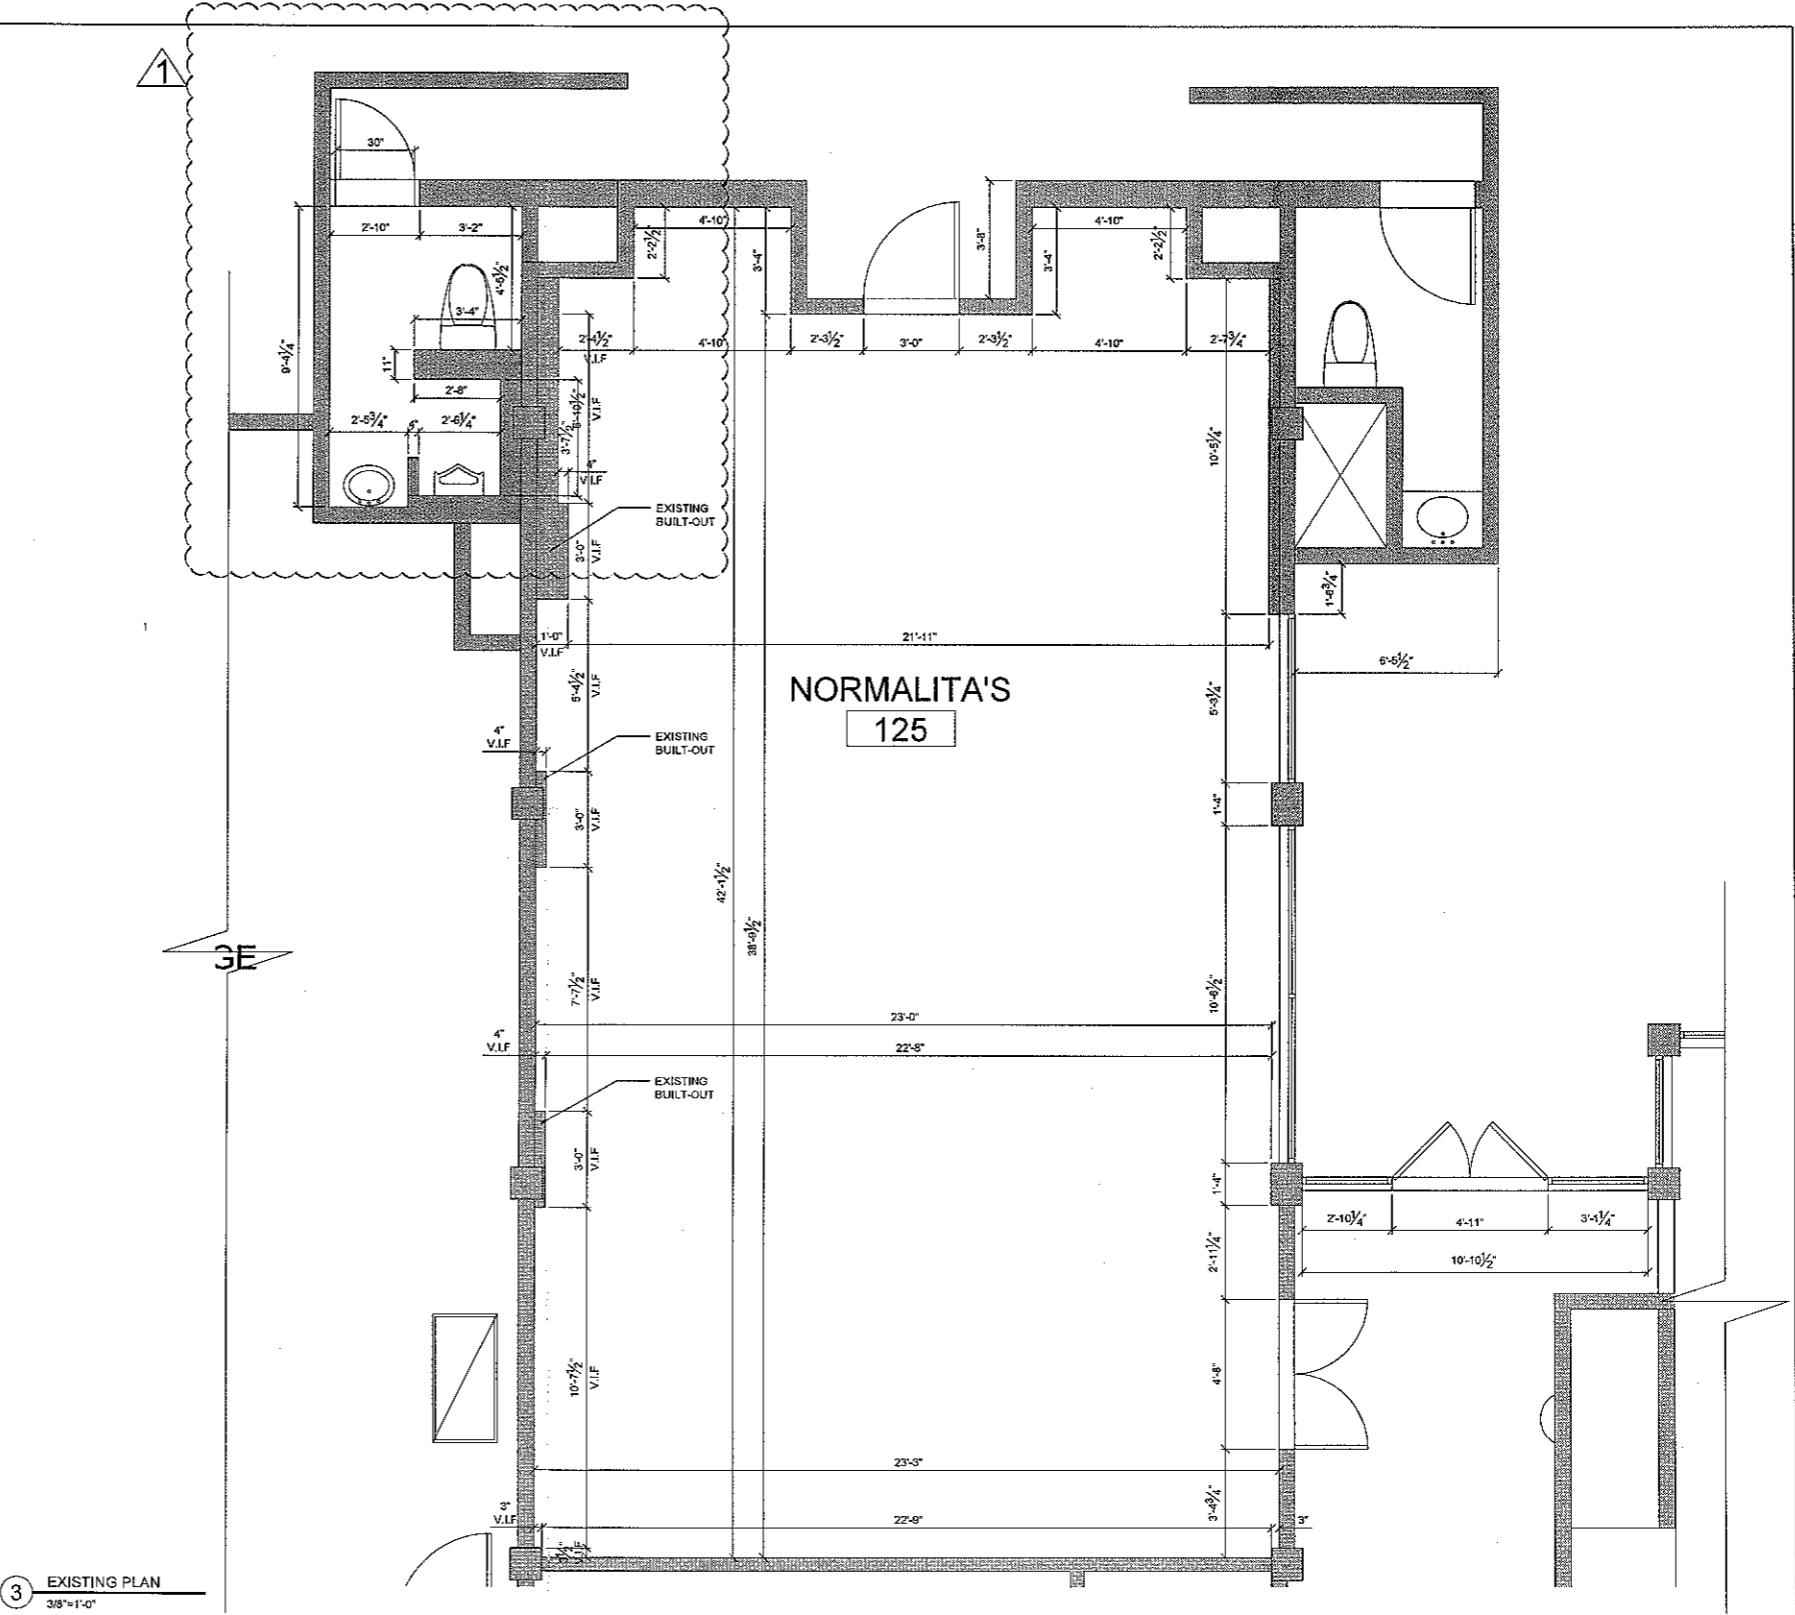 1
30"
2'-10"
3'-2"
4'-10"
4'-10"
2'-2½"
3'-4"
3'-8"
3'-4"
2'-2½"
4'-5½"
3'-4"
9'-4¼"
11"
2'-4½"
V.I.F
4'-10"
2'-3½"
3'-0"
2'-3½"
4'-10"
2'-7¾"
2'-8"
V.I.F
2'-5¾"
2'-6¼"
3'-7½"
10'-5¼"
4"
V.I.F
EXISTING
BUILT-OUT
3'-0"
V.I.F
1'-6¾"
1
1'-0"
V.I.F
21'-11"
6'-5½"
V.I.F
NORMALITA'S
125
5'-3¼"
4"
V.I.F
EXISTING
BUILT-OUT
3'-0"
V.I.F
1'-4"
42'-1½"
38'-9½"
GE
7'-7½"
V.I.F
10'-6½"
23'-0"
4"
V.I.F
22'-8"
EXISTING
BUILT-OUT
3'-0"
V.I.F
1'-4"
2'-10¼"
4'-11"
3'-1¼"
2'-11¼"
10'-10½"
10'-7½"
V.I.F
4'-8"
23'-3"
V.I.F
22'-9"
3'-4¾"
3"
V.I.F
3
EXISTING PLAN
3/8"=1'-0"